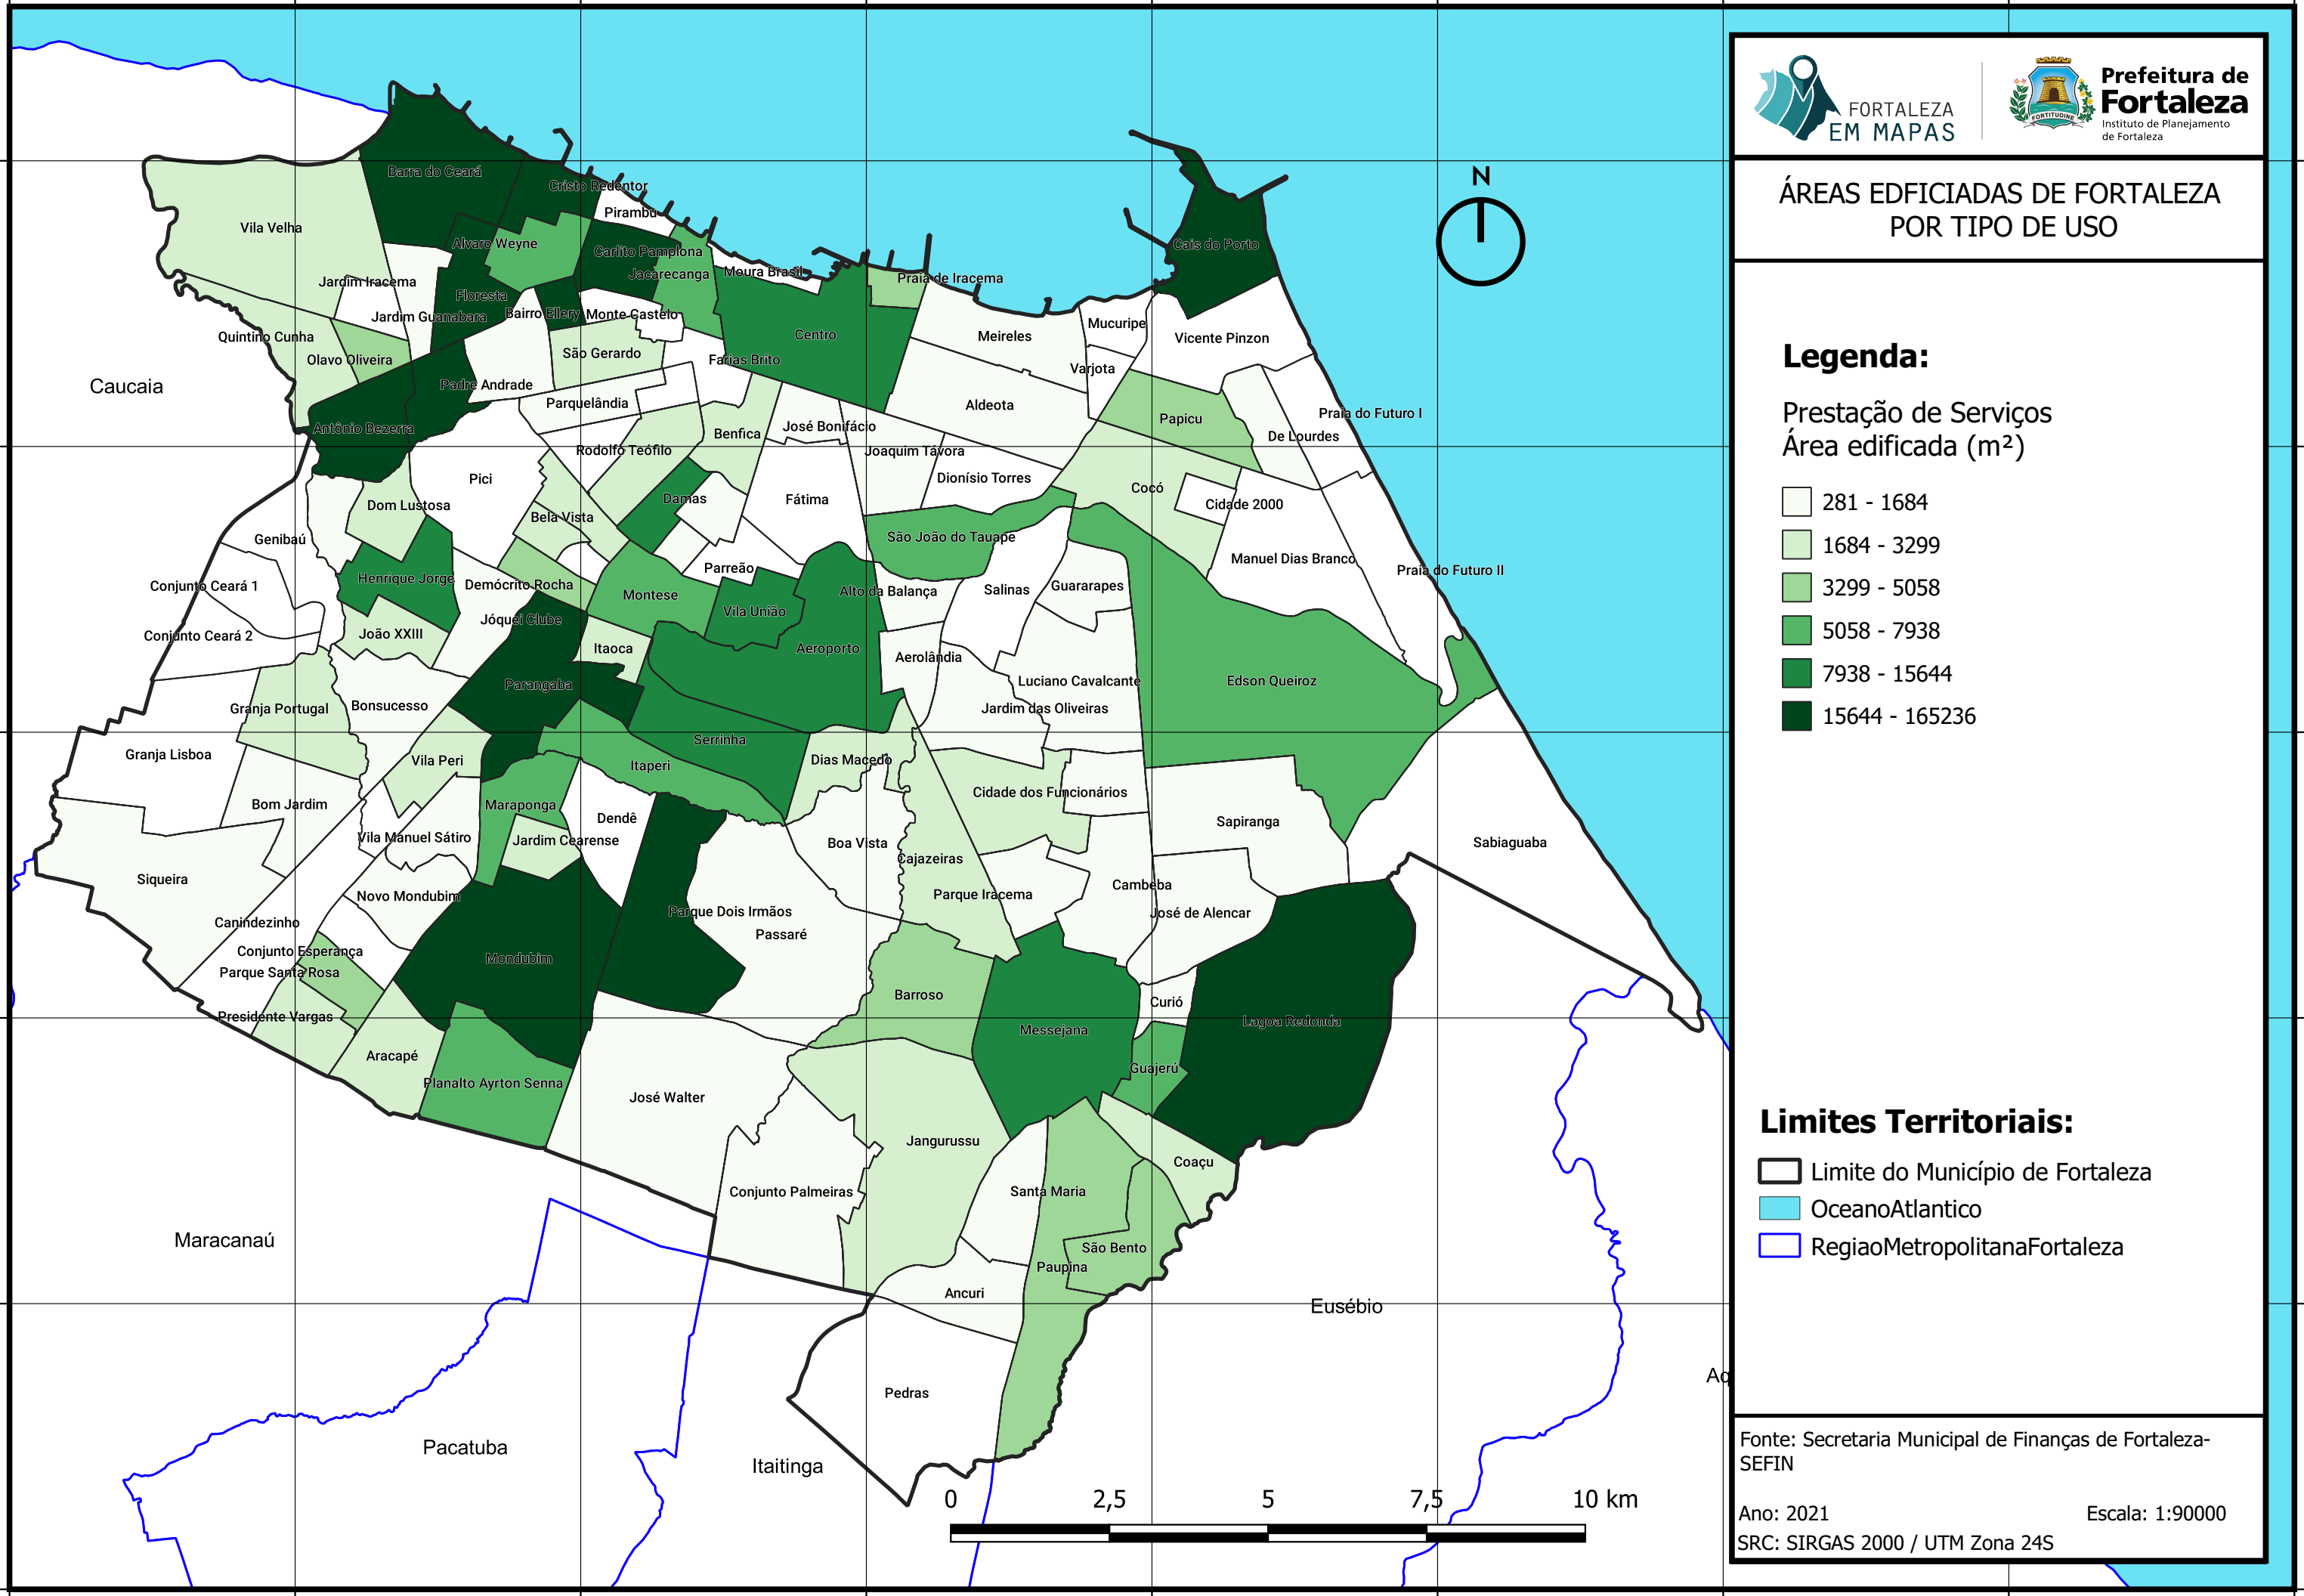 FORTALEZA
EM MAPAS
Prefeitura de
Fortaleza
Instituto de Planejamento
de Fortaleza
FORTITUDINE
ÁREAS EDFICIADAS DE FORTALEZA
POR TIPO DE USO
Legenda:
Prestação de Serviços
Área edificada (m²)
281 - 1684
1684 - 3299
3299 - 5058
5058 - 7938
7938 - 15644
15644 - 165236
Limites Territoriais:
Limite do Município de Fortaleza
OceanoAtlantico
RegiaoMetropolitanaFortaleza
Fonte: Secretaria Municipal de Finanças de Fortaleza-
SEFIN
Ano: 2021
Escala: 1:90000
SRC: SIRGAS 2000 / UTM Zona 24S
N
Barra do Ceará
Cristo Redentor
Pirambu
Vila Velha
Alvaro Weyne
Carlito Pamplona
Jacarecanga
Moura Brasil
Praia de Iracema
Cais do Porto
Jardim Iracema
Floresta
Jardim Guanabara
Bairro Ellery
Monte Castelo
Centro
Meireles
Mucuripe
Vicente Pinzon
Quintino Cunha
Olavo Oliveira
São Gerardo
Farias Brito
Varjota
Caucaia
Padre Andrade
Parquelândia
Aldeota
Papicu
Praia do Futuro I
Antônio Bezerra
José Bonifácio
Benfica
De Lourdes
Rodolfo Teófilo
Joaquim Távora
Pici
Dionísio Torres
Cocó
Dom Lustosa
Damas
Fátima
Cidade 2000
Bela Vista
Genibaú
São João do Tauape
Manuel Dias Branco
Praia do Futuro II
Conjunto Ceará 1
Henrique Jorge
Demócrito Rocha
Parreão
Montese
Alto da Balança
Salinas
Guararapes
Vila União
Jóquei Clube
Conjunto Ceará 2
João XXIII
Itaoca
Aeroporto
Aerolândia
Parangaba
Luciano Cavalcante
Edson Queiroz
Granja Portugal
Bonsucesso
Jardim das Oliveiras
Serrinha
Granja Lisboa
Vila Peri
Itaperi
Dias Macedo
Cidade dos Funcionários
Bom Jardim
Maraponga
Dendê
Sapiranga
Vila Manuel Sátiro
Jardim Cearense
Boa Vista
Sabiaguaba
Cajazeiras
Siqueira
Novo Mondubim
Parque Iracema
Cambeba
Canindezinho
Parque Dois Irmãos
José de Alencar
Passaré
Conjunto Esperança
Mondubim
Parque Santa Rosa
Barroso
Curió
Presidente Vargas
Messejana
Lagoa Redonda
Aracapé
Guajerú
Planalto Ayrton Senna
José Walter
Jangurussu
Coaçu
Conjunto Palmeiras
Santa Maria
Maracanaú
São Bento
Paupina
Ancuri
Eusébio
Aq
Pedras
Pacatuba
Itaitinga
0 2,5 5 7,5 10 km